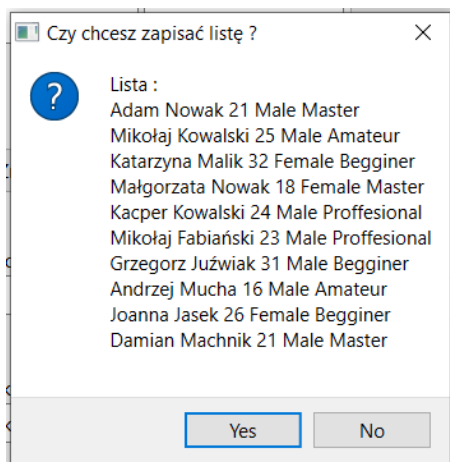 Czy chcesz zapisać listę ?
Lista :
Adam Nowak 21 Male Master
Mikołaj Kowalski 25 Male Amateur
Katarzyna Malik 32 Female Begginer
Małgorzata Nowak 18 Female Master
Kacper Kowalski 24 Male Proffesional
Mikołaj Fabiański 23 Male Proffesional
Grzegorz Juźwiak 31 Male Begginer
Andrzej Mucha 16 Male Amateur
Joanna Jasek 26 Female Begginer
Damian Machnik 21 Male Master
Yes No